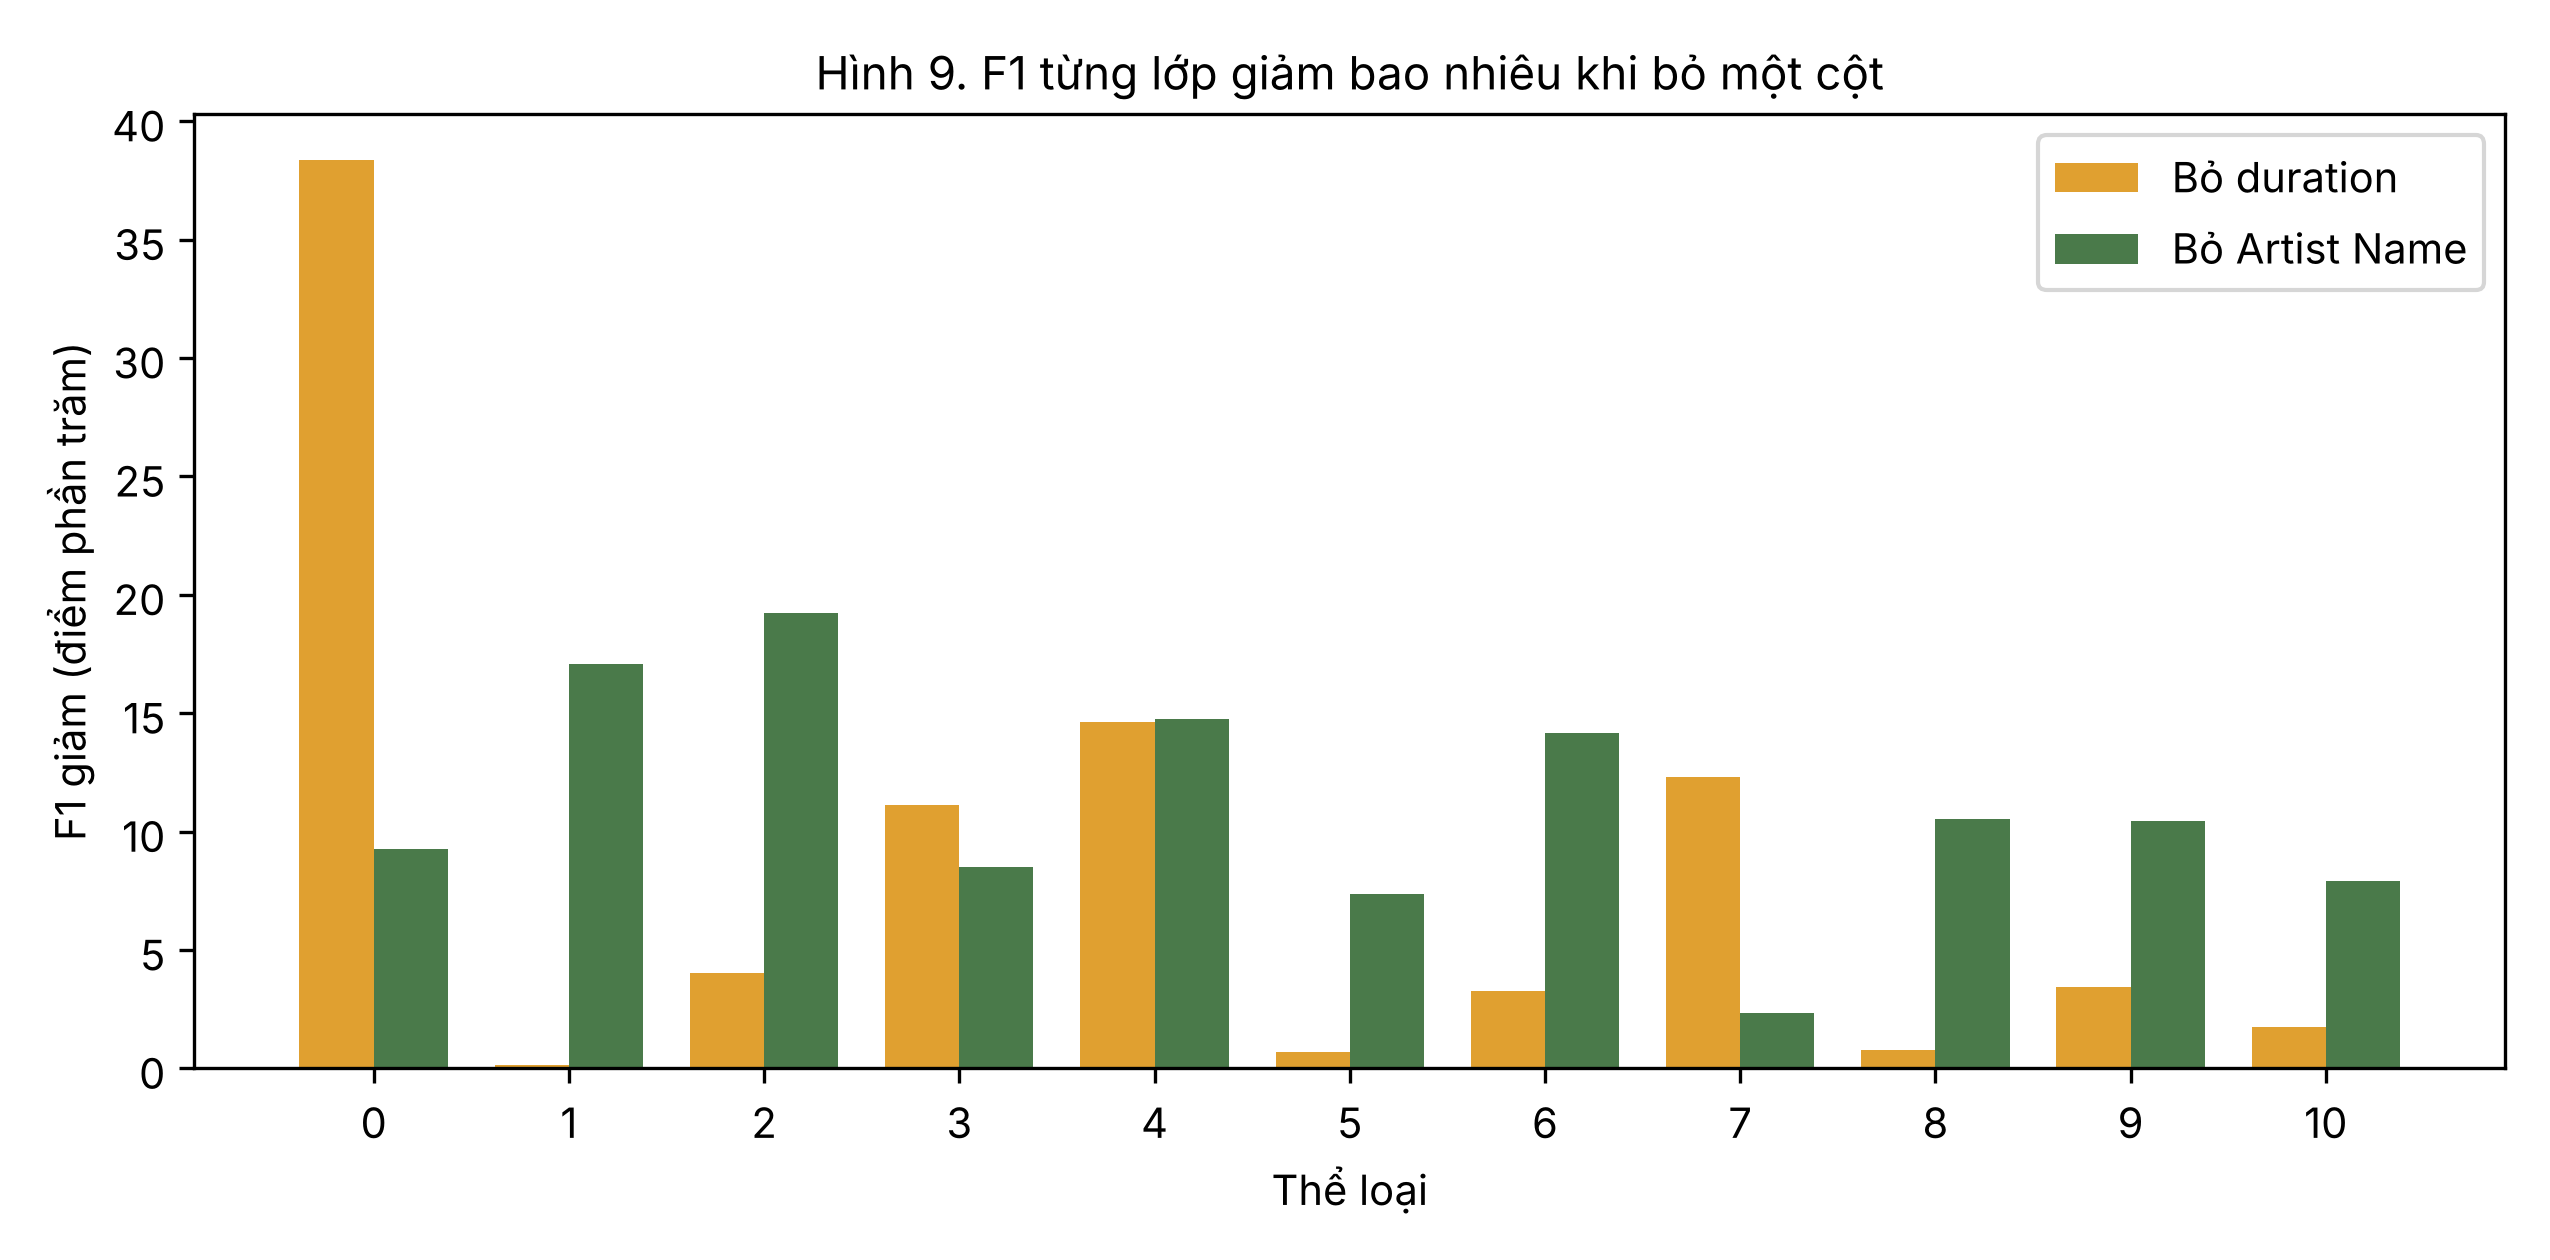 Hình 9. F1 từng lớp giảm bao nhiêu khi bỏ một cột
Bỏ duration
Bỏ Artist Name
F1 giảm (điểm phần trăm)
40
35
30
25
20
15
10
5
0
0 1 2 3 4 5 6 7 8 9 10
Thể loại